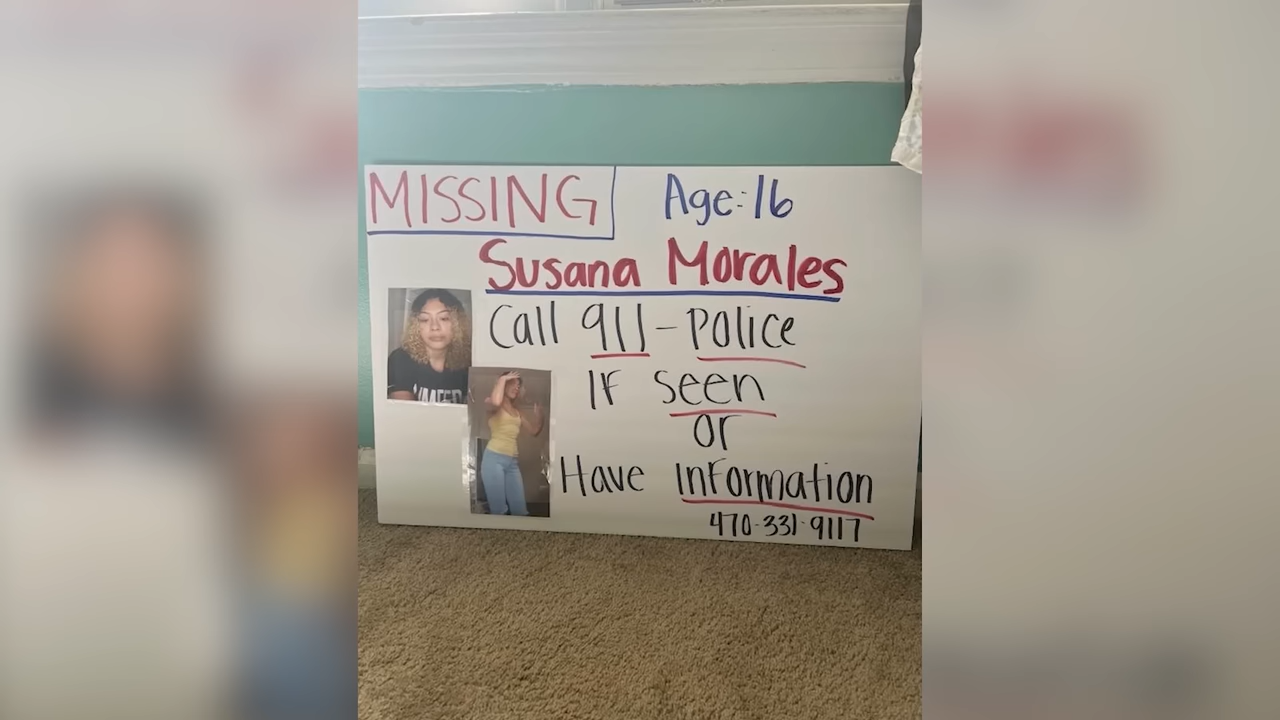 MISSING
Age:16
Susana Morales
Call 911-Police
IF Seen
or
Have Information
470-331-9117